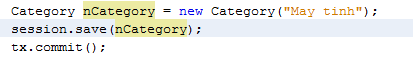 Category nCategory = new Category("May tinh");
session.save(nCategory);
tx.commit();